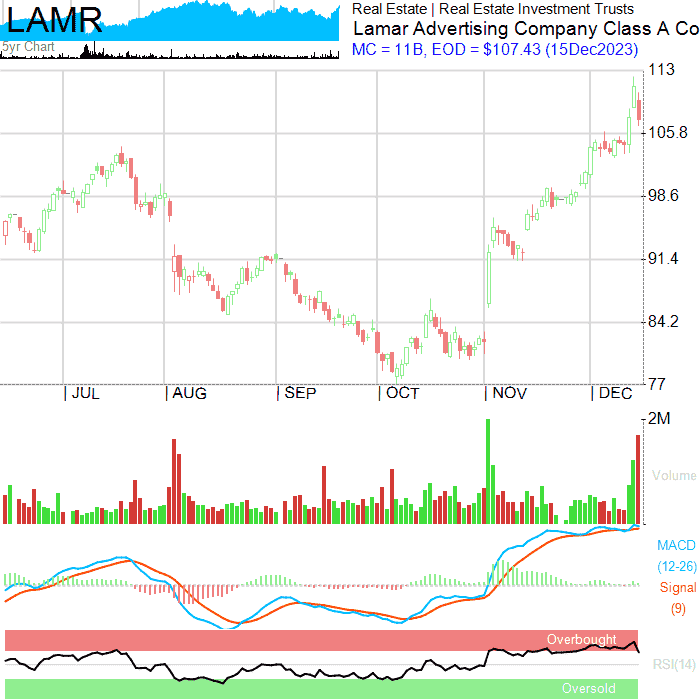 LAMR
5yr Chart
Real Estate | Real Estate Investment Trusts
Lamar Advertising Company Class A Co
MC = 11B, EOD = $107.43 (15Dec2023)
113
105.8
98.6
91.4
84.2
77
| JUL | AUG | SEP | OCT | NOV | DEC
2M
Volume
MACD
(12-26)
Signal
(9)
Overbought
RSI(14)
Oversold